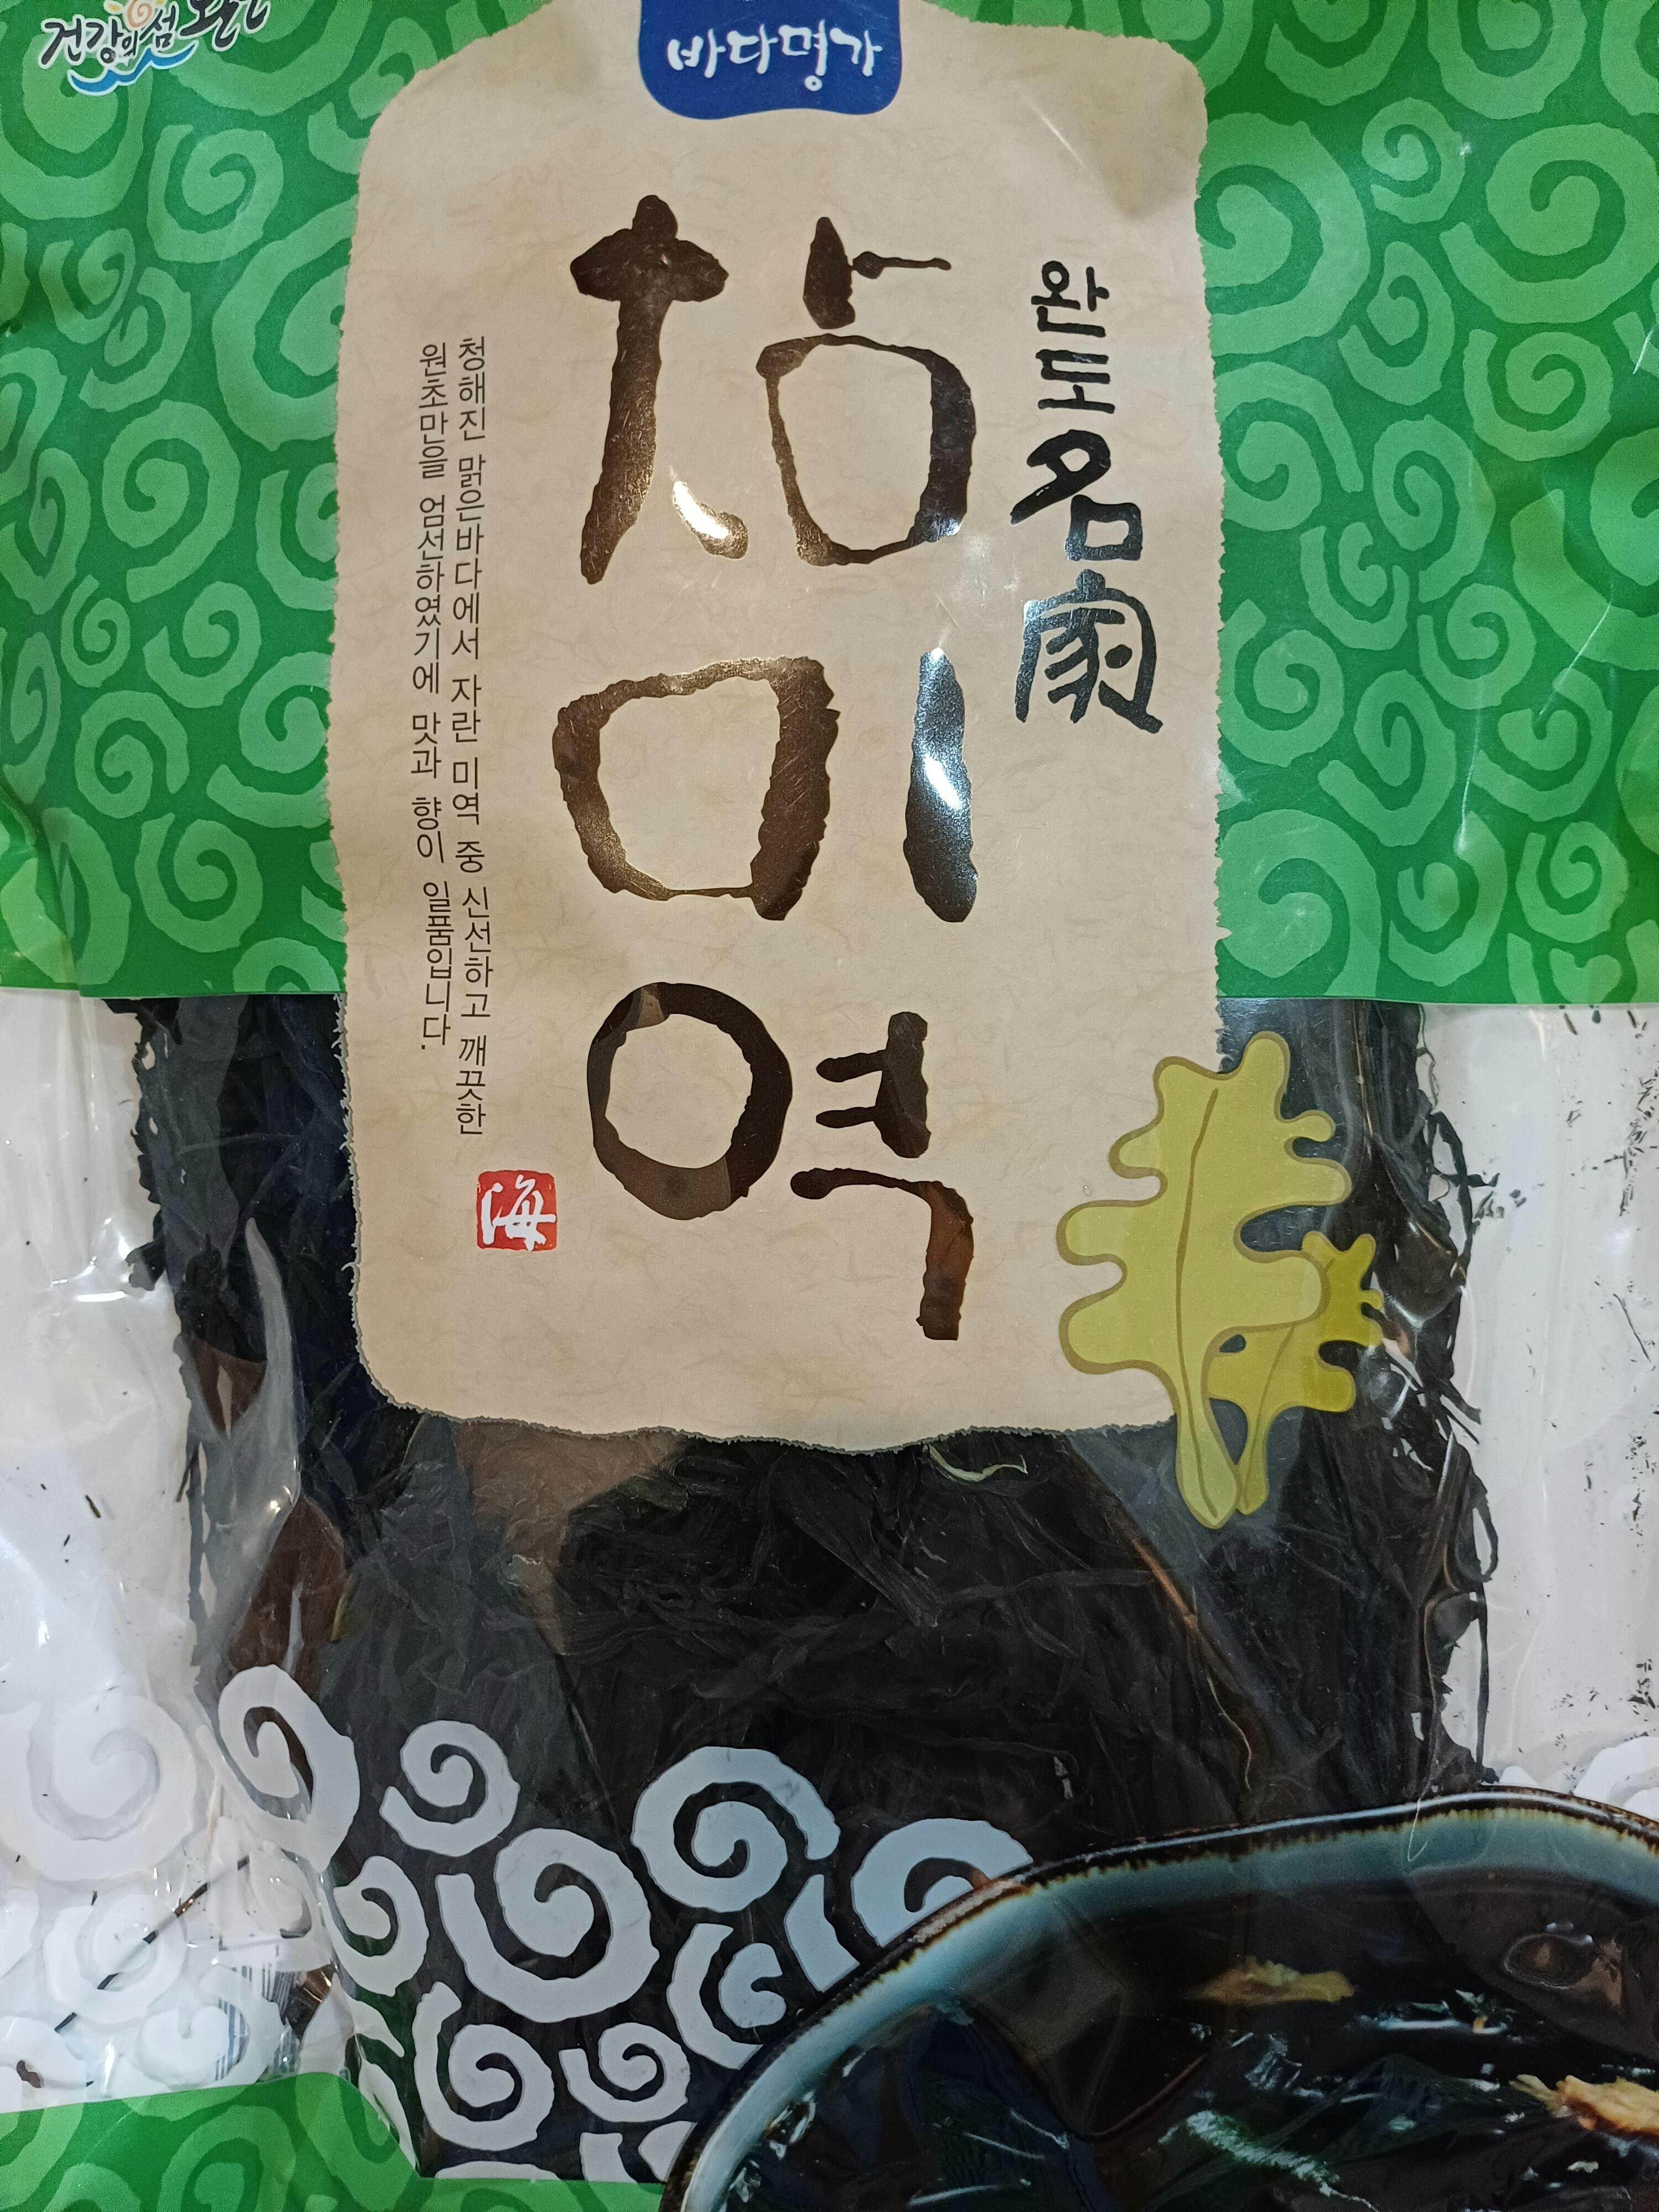 건강의 섬 완도
바다명가
완도名家
참미역
청해진 맑은바다에서 자란 미역 중 신선하고 깨끗한
원초만을 엄선하였기에 맛과 향이 일품입니다.
海